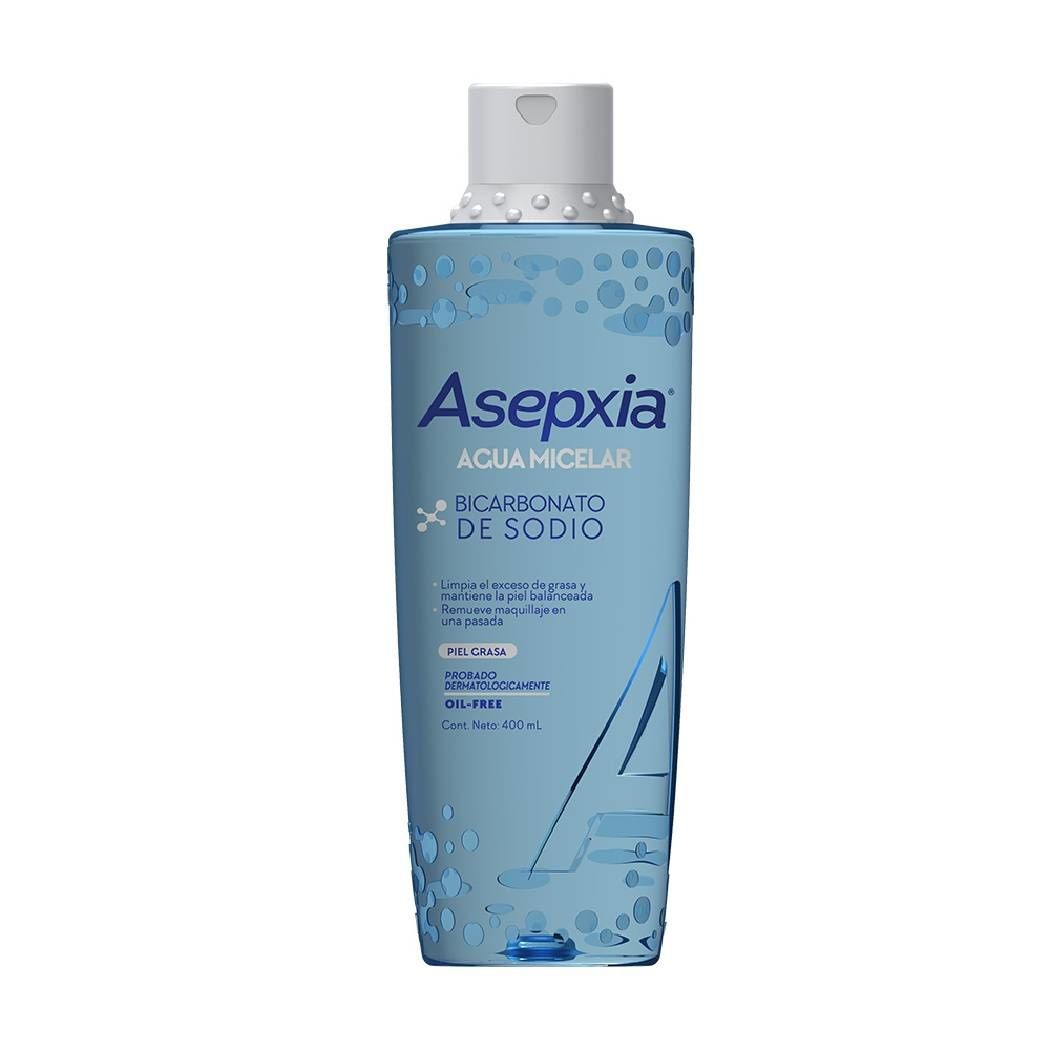 Asepxia®
AGUA MICELAR
BICARBONATO
DE SODIO
• Limpia el exceso de grasa y
mantiene la piel balanceada
• Remueve maquillaje en
una pasada
PIEL GRASA
PROBADO
DERMATOLOGICAMENTE
OIL-FREE
Cont. Neto: 400 mL
A